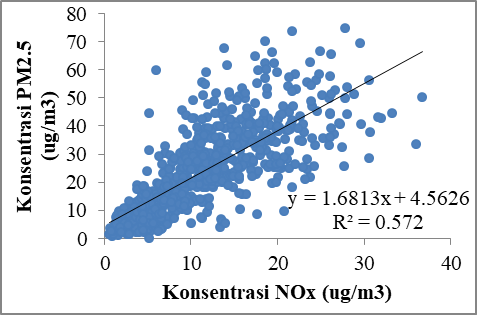 Konsentrasi PM2.5
(ug/m3)
80
70
60
50
40
30
20
10
0
y = 1.6813x + 4.5626
R² = 0.572
0 10 20 30 40
Konsentrasi NOx (ug/m3)